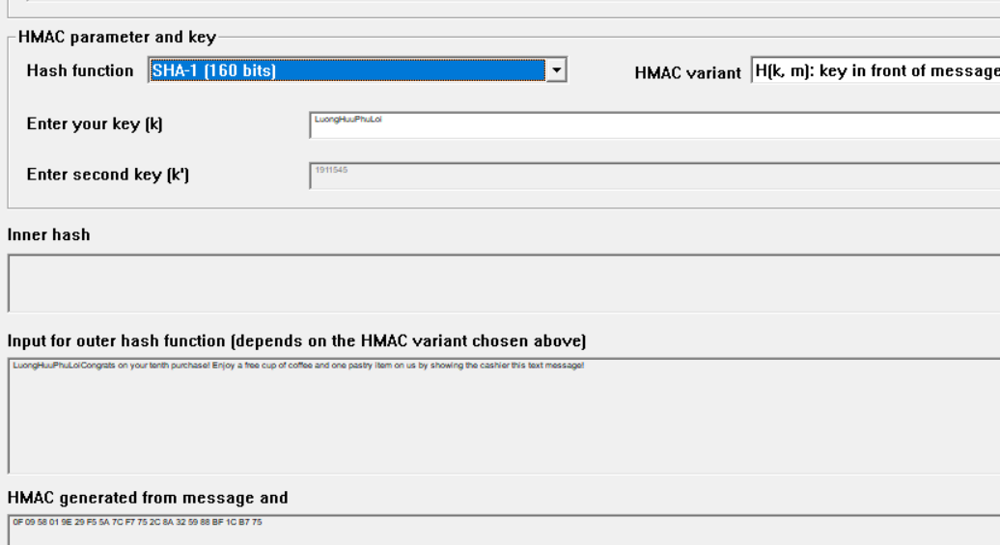 HMAC parameter and key
Hash function SHA-1 (160 bits) HMAC variant H(k, m): key in front of message
Enter your key (k) LuongHuuPhuLoi
Enter second key (k') 1911545
Inner hash
Input for outer hash function (depends on the HMAC variant chosen above)
LuongHuuPhuLoiCongrats on your tenth purchase! Enjoy a free cup of coffee and one pastry item on us by showing the cashier this text message!
HMAC generated from message and
0F 09 58 01 9E 29 F5 5A 7C F7 75 2C 8A 32 59 88 BF 1C B7 75